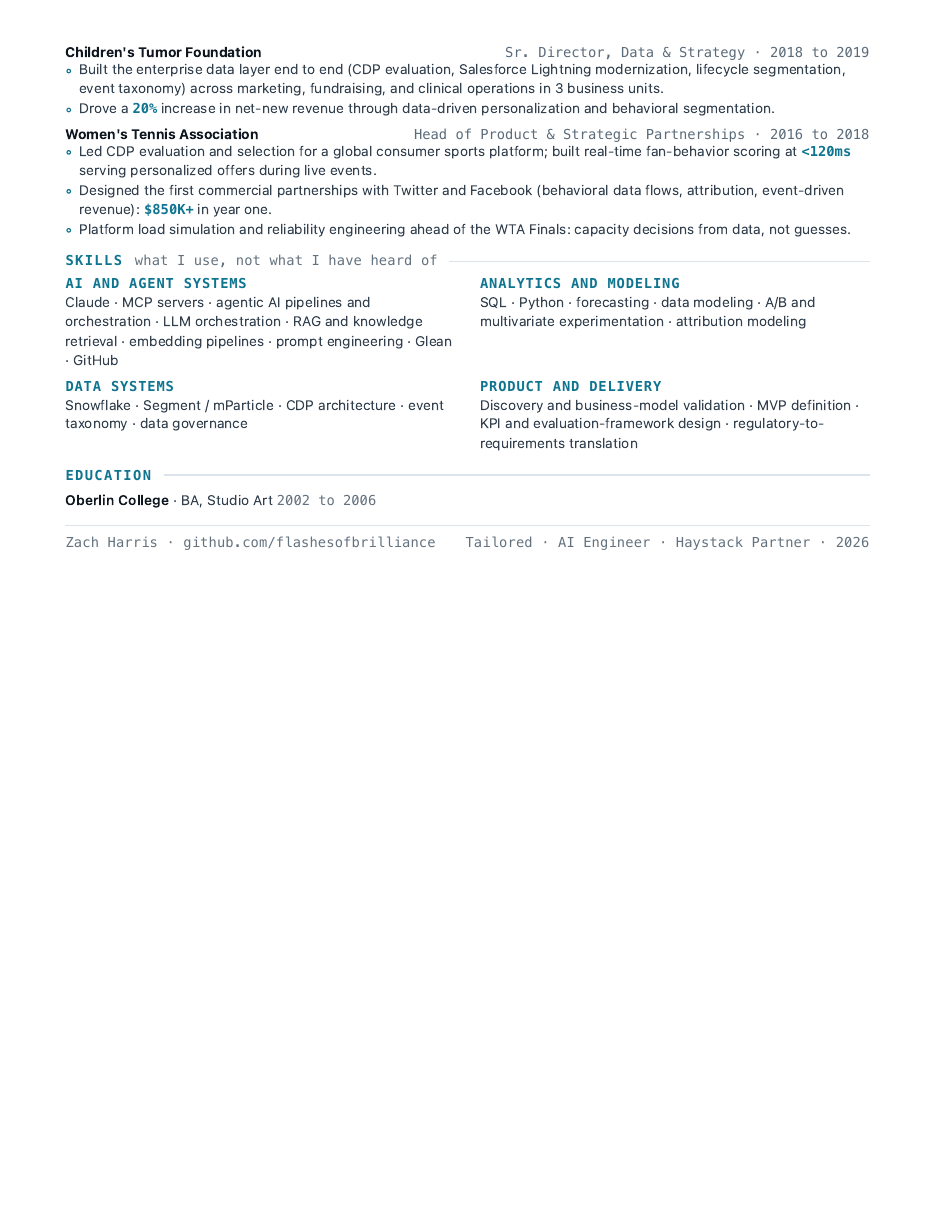 Children's Tumor Foundation Sr. Director, Data & Strategy · 2018 to 2019
Built the enterprise data layer end to end (CDP evaluation, Salesforce Lightning modernization, lifecycle segmentation,
event taxonomy) across marketing, fundraising, and clinical operations in 3 business units.
Drove a 20% increase in net-new revenue through data-driven personalization and behavioral segmentation.
Women's Tennis Association Head of Product & Strategic Partnerships · 2016 to 2018
Led CDP evaluation and selection for a global consumer sports platform; built real-time fan-behavior scoring at <120ms
serving personalized offers during live events.
Designed the first commercial partnerships with Twitter and Facebook (behavioral data flows, attribution, event-driven
revenue): $850K+ in year one.
Platform load simulation and reliability engineering ahead of the WTA Finals: capacity decisions from data, not guesses.
SKILLS what I use, not what I have heard of
AI AND AGENT SYSTEMS
Claude · MCP servers · agentic AI pipelines and
orchestration · LLM orchestration · RAG and knowledge
retrieval · embedding pipelines · prompt engineering · Glean
· GitHub
ANALYTICS AND MODELING
SQL · Python · forecasting · data modeling · A/B and
multivariate experimentation · attribution modeling
DATA SYSTEMS
Snowflake · Segment / mParticle · CDP architecture · event
taxonomy · data governance
PRODUCT AND DELIVERY
Discovery and business-model validation · MVP definition ·
KPI and evaluation-framework design · regulatory-to-
requirements translation
EDUCATION
Oberlin College · BA, Studio Art 2002 to 2006
Zach Harris · github.com/flashesofbrilliance Tailored · AI Engineer · Haystack Partner · 2026